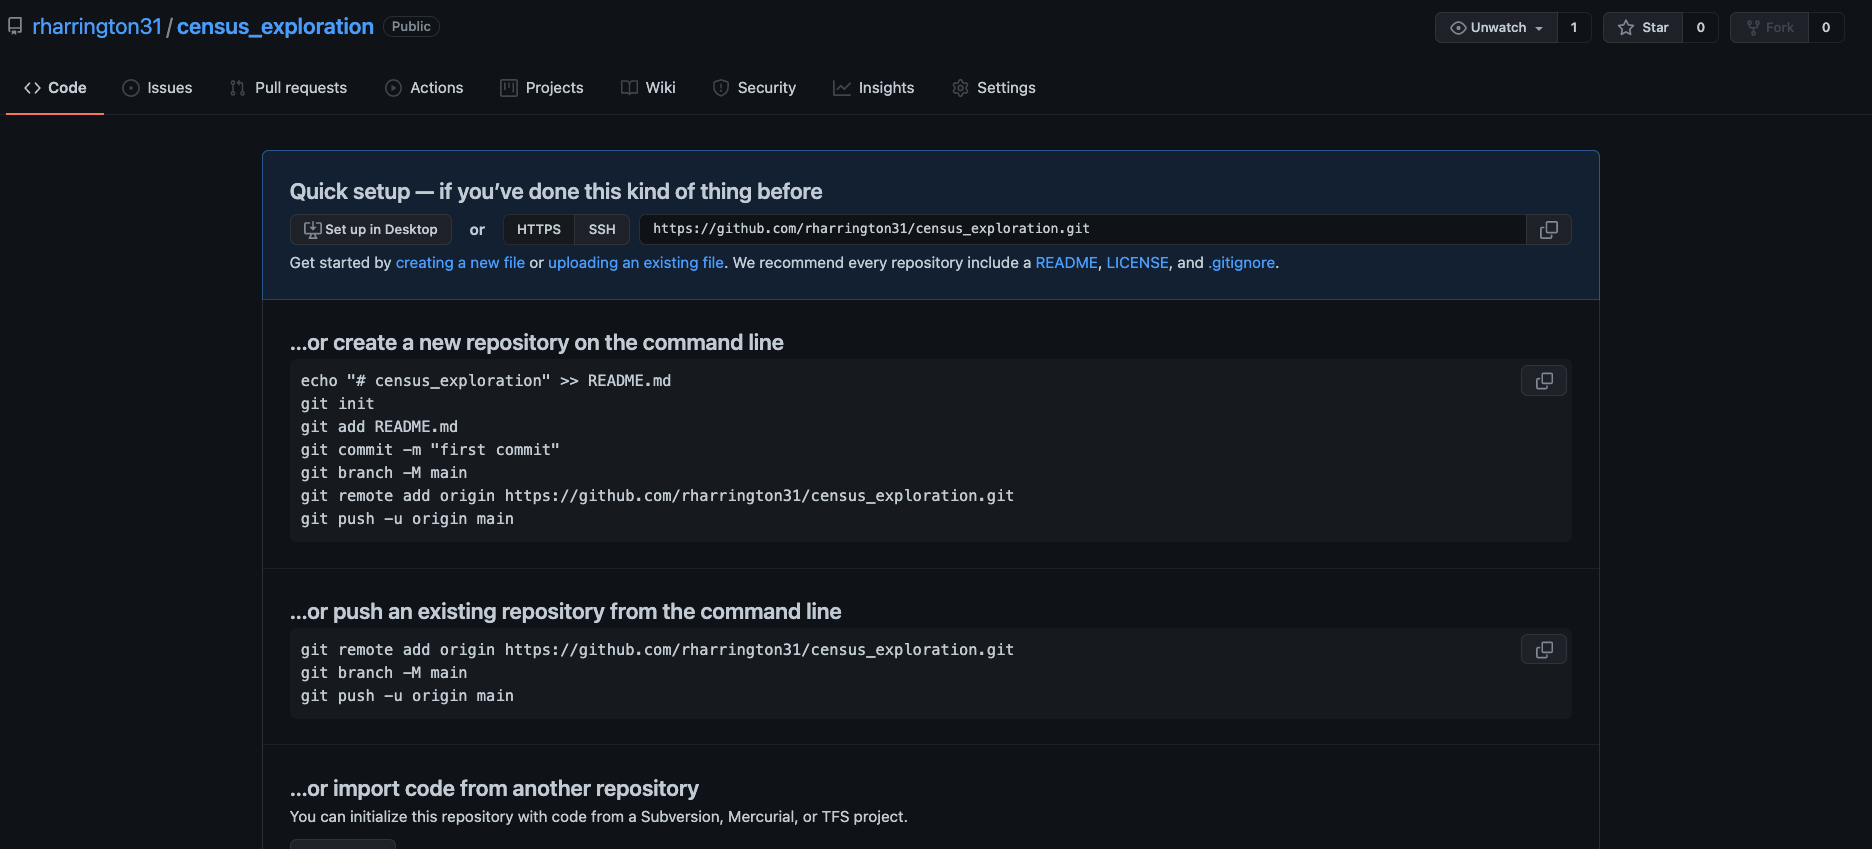 rharrington31 / census_exploration Public
Unwatch 1 Star 0 Fork 0
Code Issues Pull requests Actions Projects Wiki Security Insights Settings
Quick setup — if you’ve done this kind of thing before
Set up in Desktop or HTTPS SSH https://github.com/rharrington31/census_exploration.git
Get started by creating a new file or uploading an existing file. We recommend every repository include a README, LICENSE, and .gitignore.
…or create a new repository on the command line
echo "# census_exploration" >> README.md
git init
git add README.md
git commit -m "first commit"
git branch -M main
git remote add origin https://github.com/rharrington31/census_exploration.git
git push -u origin main
…or push an existing repository from the command line
git remote add origin https://github.com/rharrington31/census_exploration.git
git branch -M main
git push -u origin main
…or import code from another repository
You can initialize this repository with code from a Subversion, Mercurial, or TFS project.